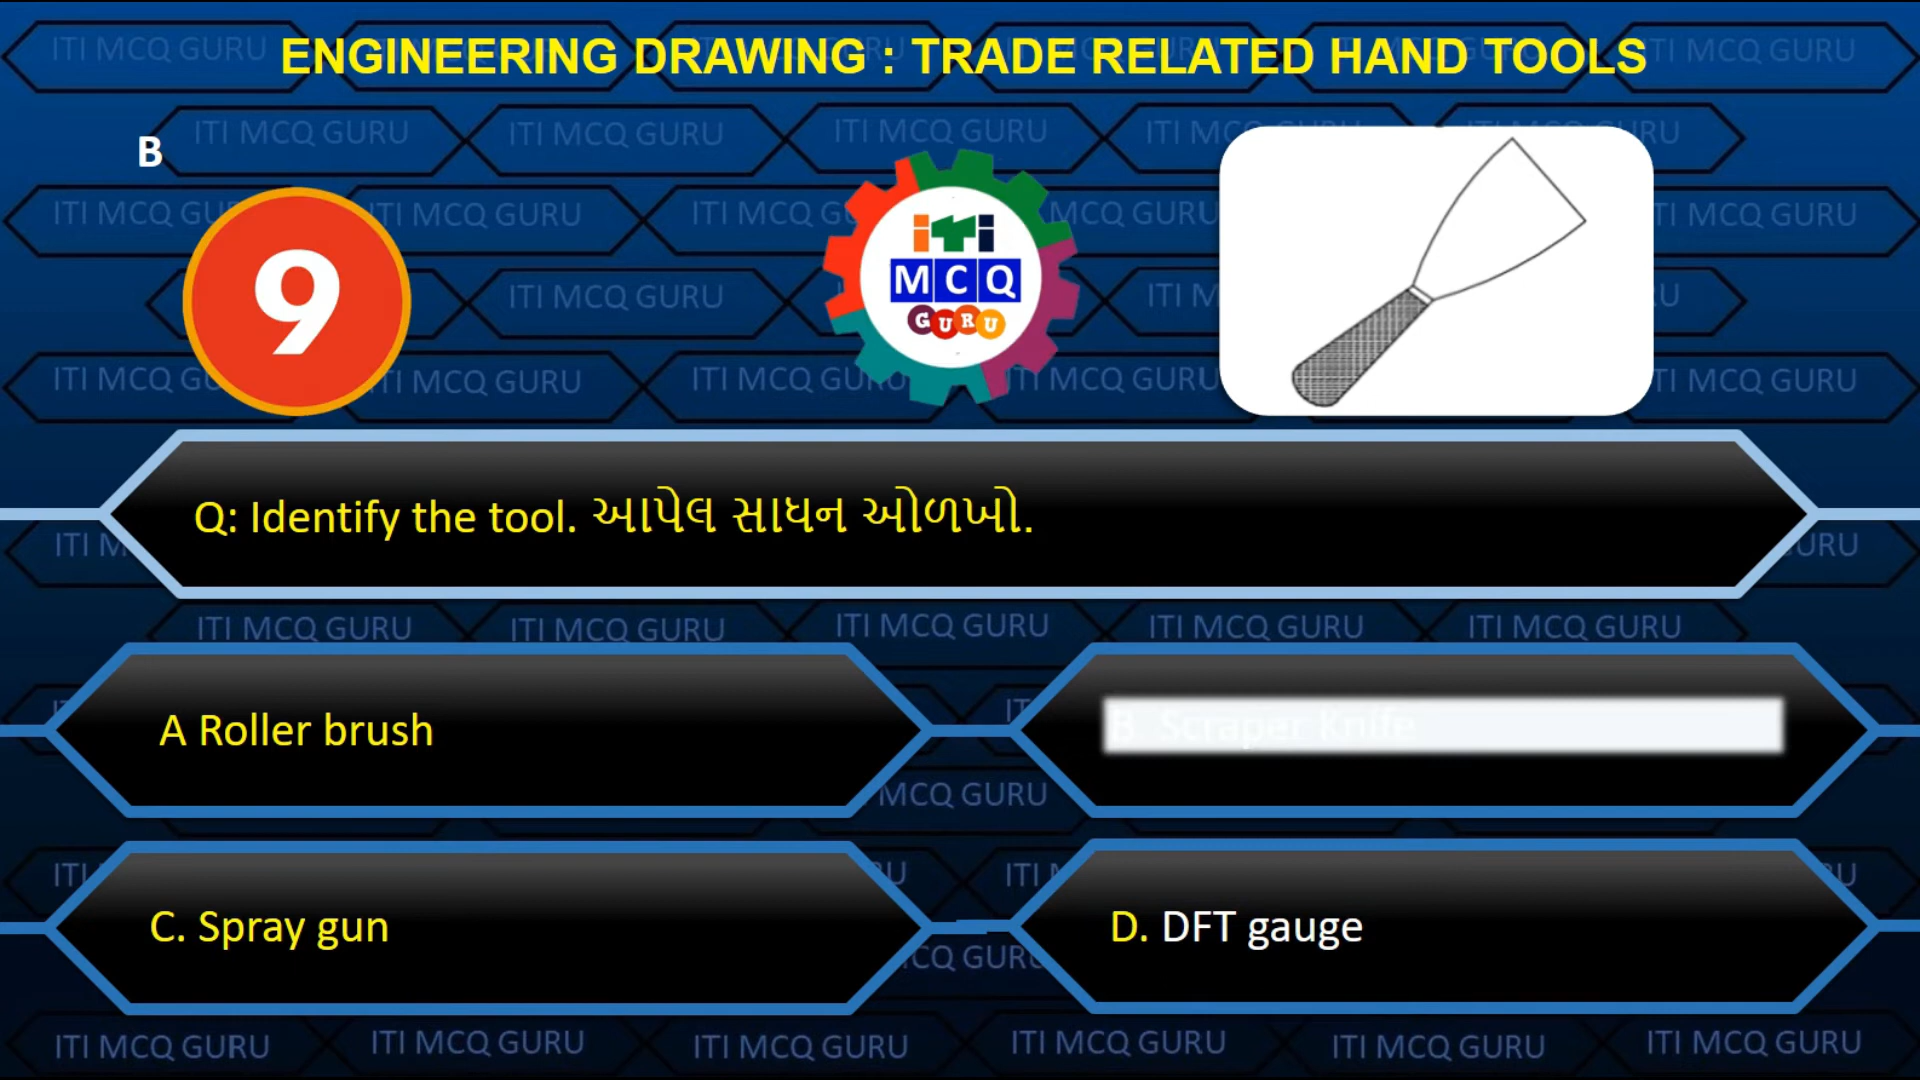 ENGINEERING DRAWING : TRADE RELATED HAND TOOLS
B
9
iTi
MCQ
GURU
Q: Identify the tool. આપેલ સાધન ઓળખો.
A Roller brush
B. Scraper Knife
C. Spray gun
D. DFT gauge
ITI MCQ GURU